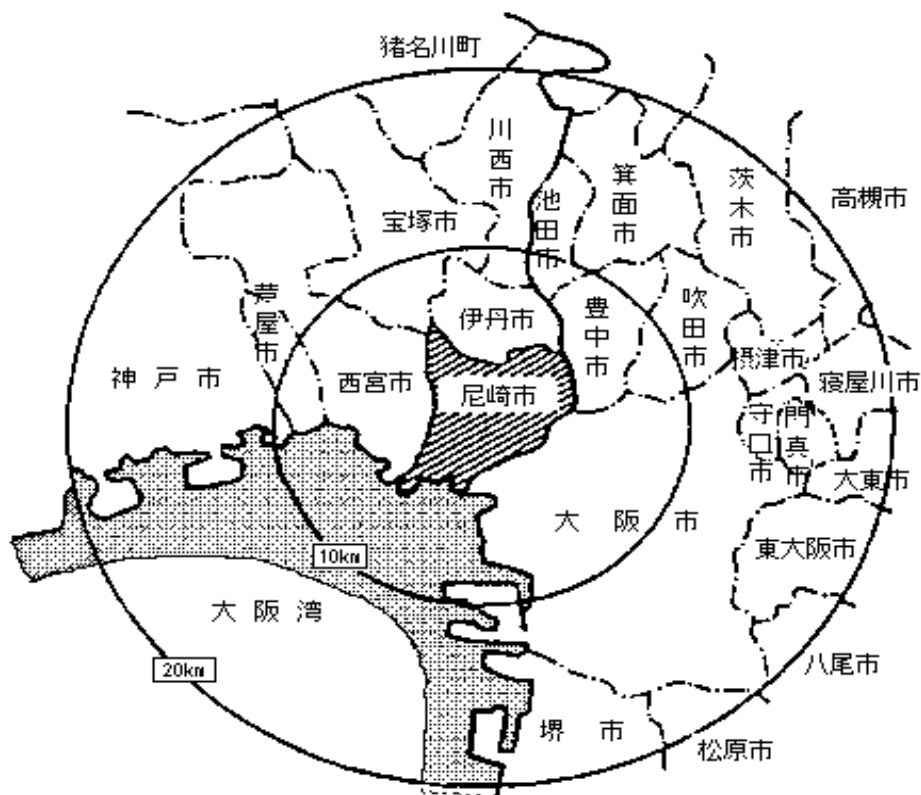 猪名川町
川西市
池田市
箕面市
茨木市
高槻市
宝塚市
芦屋市
伊丹市
豊中市
吹田市
摂津市
神戸市
西宮市
尼崎市
寝屋川市
守口市
門真市
大東市
大阪市
東大阪市
10km
大阪湾
20km
八尾市
堺市
松原市